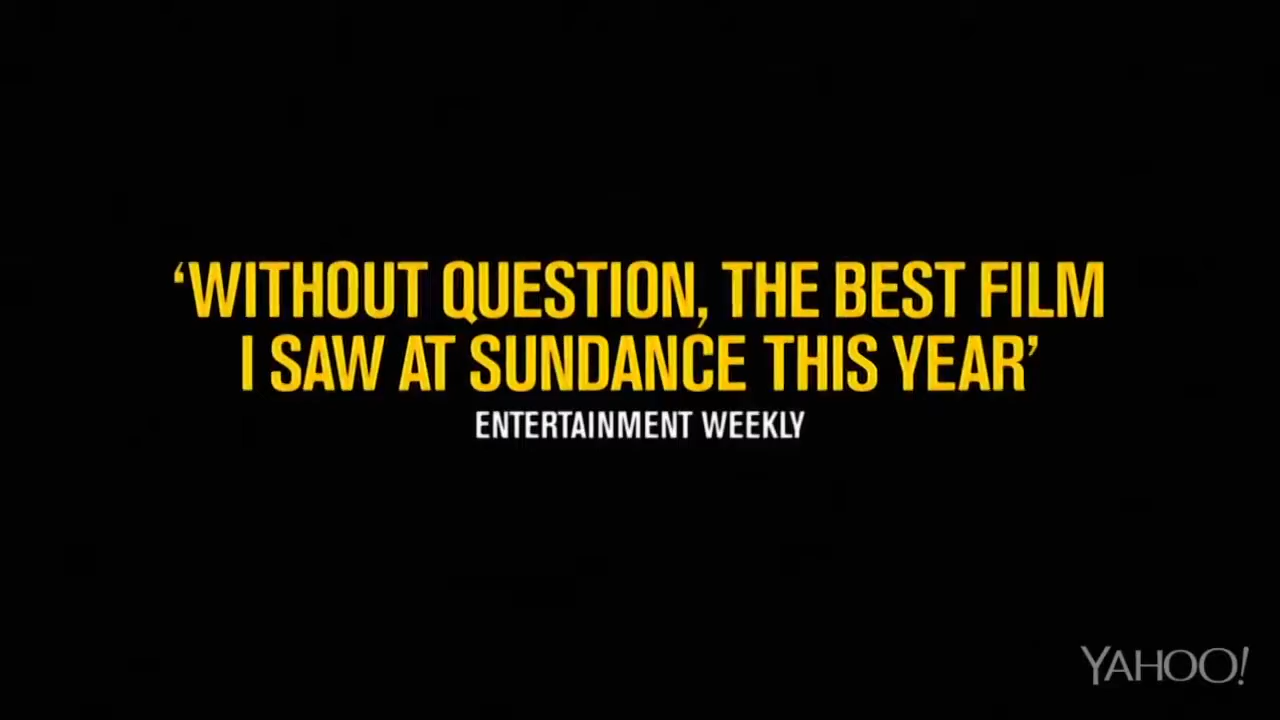 ‘WITHOUT QUESTION, THE BEST FILM
I SAW AT SUNDANCE THIS YEAR’
ENTERTAINMENT WEEKLY
YAHOO!